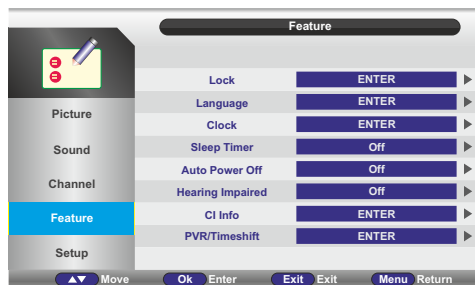 Feature
Lock ENTER
Language ENTER
Clock ENTER
Sleep Timer Off
Auto Power Off Off
Hearing Impaired Off
CI Info ENTER
PVR/Timeshift ENTER
Picture
Sound
Channel
Feature
Setup
▲▼ Move Ok Enter Exit Exit Menu Return